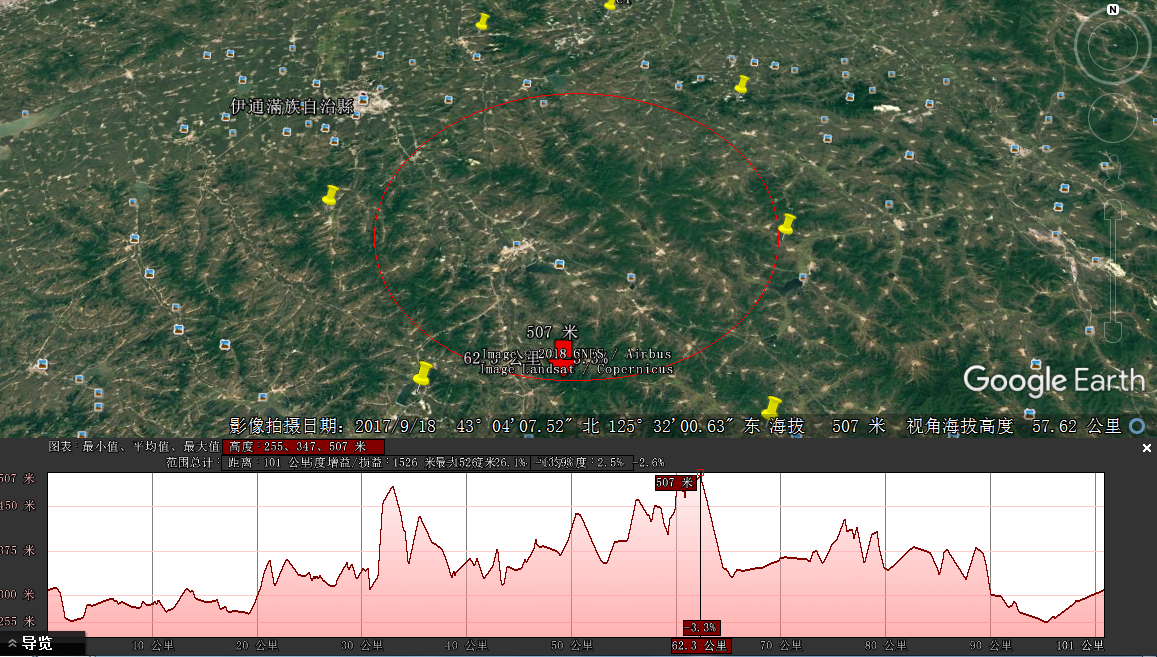 N
伊通滿族自治縣
507 米
Image © 2018 CNES / Airbus
Image Landsat / Copernicus
Google Earth
影像拍摄日期: 2017/9/18 43° 04'07.52" 北 125° 32'00.63" 东 海拔 507 米 视角海拔高度 57.62 公里
图表: 最小值、平均值、最大值 高度: 255、347、507 米
范围总计: 距离: 101 公里
507 米
450 米
375 米
300 米
255 米
507 米
-3.3%
10 公里 20 公里 30 公里 40 公里 50 公里 62.3 公里 70 公里 80 公里 90 公里 101 公里
导览